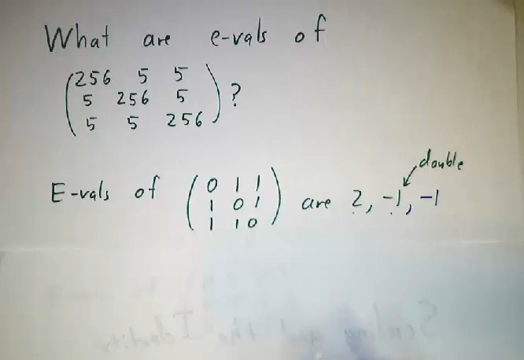 What are e-vals of
(256 5 5
5 256 5
5 5 256) ?
double
E-vals of (0 1 1
1 0 1
1 1 0) are 2, -1, -1